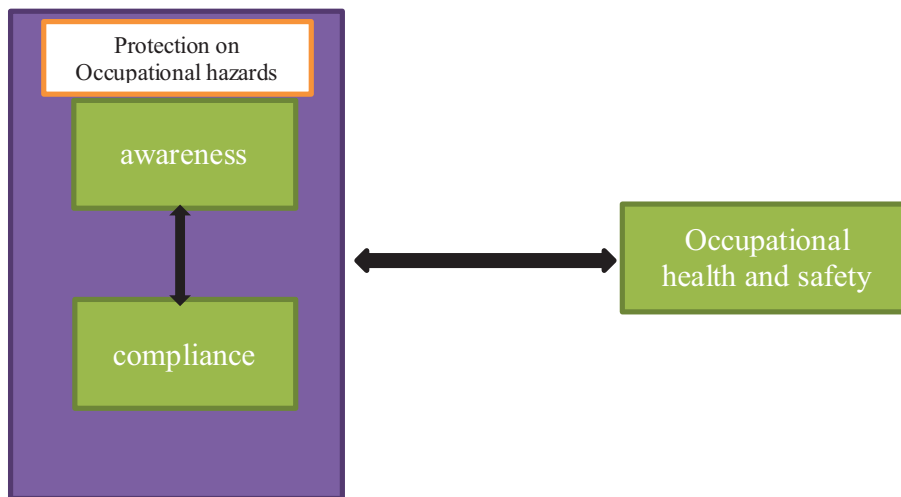 Protection on
Occupational hazards
awareness
compliance
Occupational
health and safety